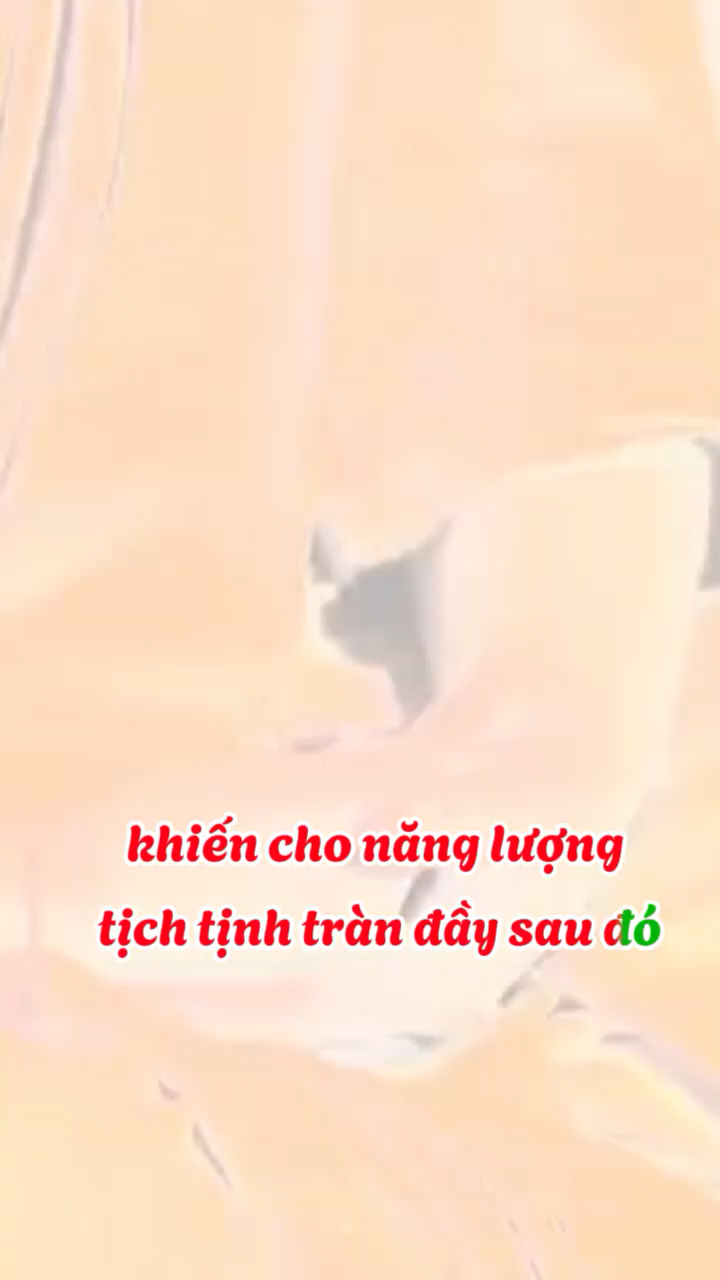 khiến cho năng lượng
tịch tịnh tràn đầy sau đó